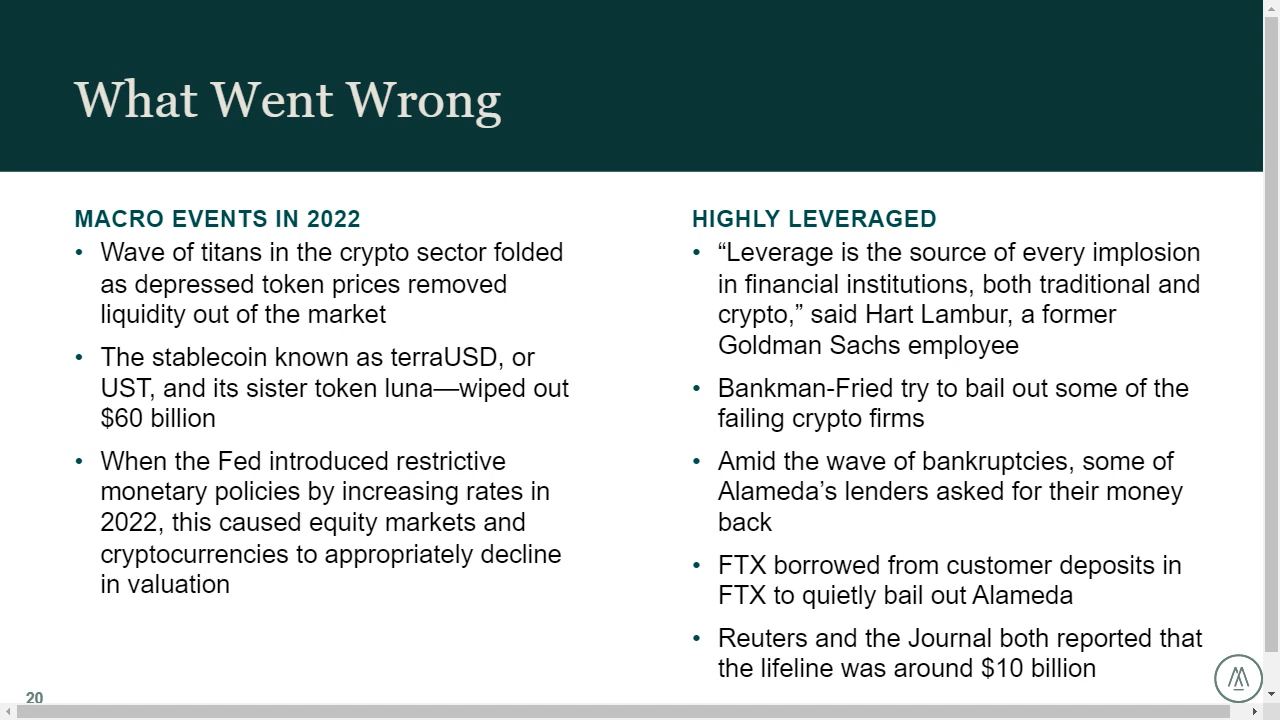 What Went Wrong
MACRO EVENTS IN 2022
• Wave of titans in the crypto sector folded
as depressed token prices removed
liquidity out of the market
• The stablecoin known as terraUSD, or
UST, and its sister token luna—wiped out
$60 billion
• When the Fed introduced restrictive
monetary policies by increasing rates in
2022, this caused equity markets and
cryptocurrencies to appropriately decline
in valuation
HIGHLY LEVERAGED
• “Leverage is the source of every implosion
in financial institutions, both traditional and
crypto,” said Hart Lambur, a former
Goldman Sachs employee
• Bankman-Fried try to bail out some of the
failing crypto firms
• Amid the wave of bankruptcies, some of
Alameda’s lenders asked for their money
back
• FTX borrowed from customer deposits in
FTX to quietly bail out Alameda
• Reuters and the Journal both reported that
the lifeline was around $10 billion
20